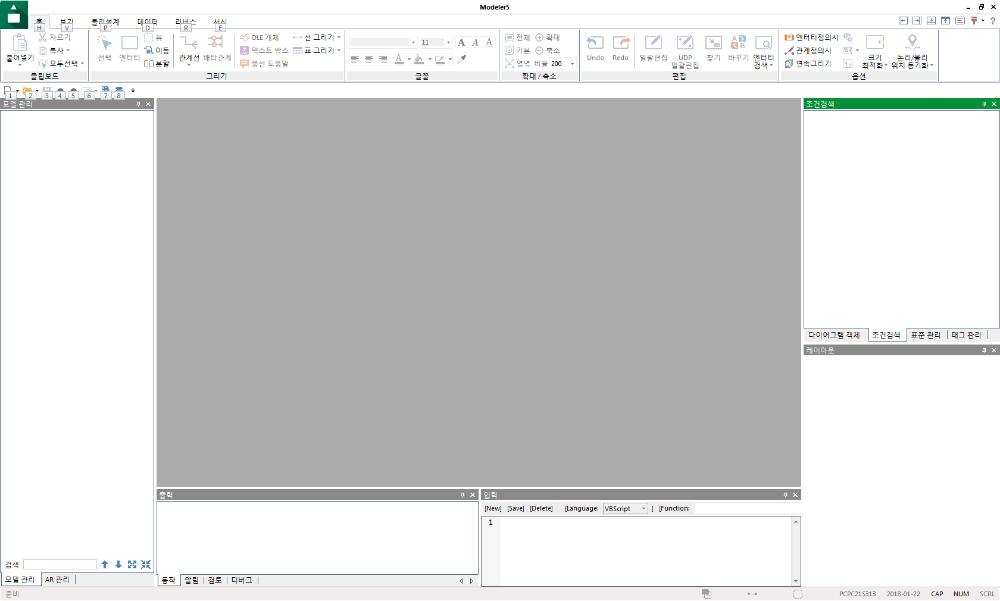 Modeler5
홈 보기 물리설계 데이터 리버스 서식
H V P D R E
붙여넣기 자르기 복사 모두선택
클립보드
선택 엔터티 뷰 이동 분할 관계선 배타관계 OLE 개체 텍스트 박스 풍선 도움말 선 그리기 표 그리기
그리기
11 A A A
A
글꼴
전체 확대
기본 축소
영역 비율 200
확대 / 축소
Undo Redo 일괄편집 UDP 일괄편집 찾기 바꾸기 엔터티 검색
편집
엔터티정의시
관계정의시
연속그리기
크기 최적화 논리/물리 위치 동기화
옵션
1 2 3 4 5 6 7 8
모델 관리
검색
모델 관리 AR 관리
출력
동작 알림 검토 디버그
입력
[New] [Save] [Delete] [Language: VBScript ] [Function:
1
조건검색
다이어그램 객체 조건검색 표준 관리 태그 관리
레이아웃
준비 PCPC21S313 2018-01-22 CAP NUM SCRL